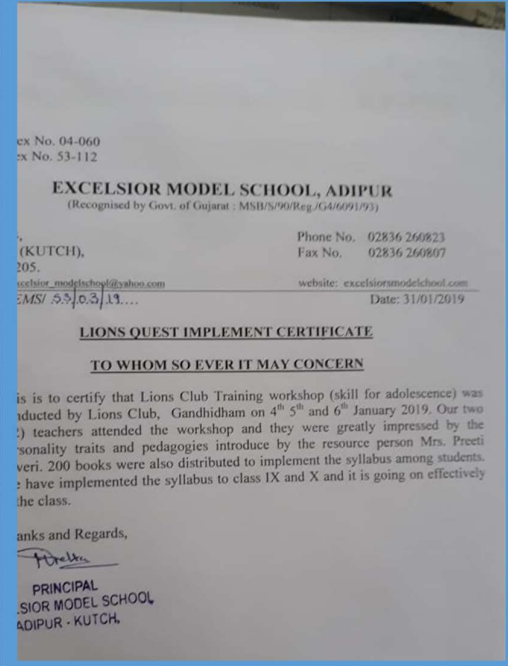 ex No. 04-060
ex No. 53-112
EXCELSIOR MODEL SCHOOL, ADIPUR
(Recognised by Govt. of Gujarat : MSB/S/90/Reg./G4/6091/93)
Phone No. 02836 260823
(KUTCH), Fax No. 02836 260807
205.
xcelsior_modelschool@yahoo.com website: excelsiorsmodelchool.com
EMS/ 53/03/19.... Date: 31/01/2019
LIONS QUEST IMPLEMENT CERTIFICATE
TO WHOM SO EVER IT MAY CONCERN
is is to certify that Lions Club Training workshop (skill for adolescence) was
nducted by Lions Club, Gandhidham on 4th 5th and 6th January 2019. Our two
2) teachers attended the workshop and they were greatly impressed by the
rsonality traits and pedagogies introduce by the resource person Mrs. Preeti
veri. 200 books were also distributed to implement the syllabus among students.
e have implemented the syllabus to class IX and X and it is going on effectively
the class.
anks and Regards,
PRINCIPAL
LSIOR MODEL SCHOOL
ADIPUR - KUTCH.